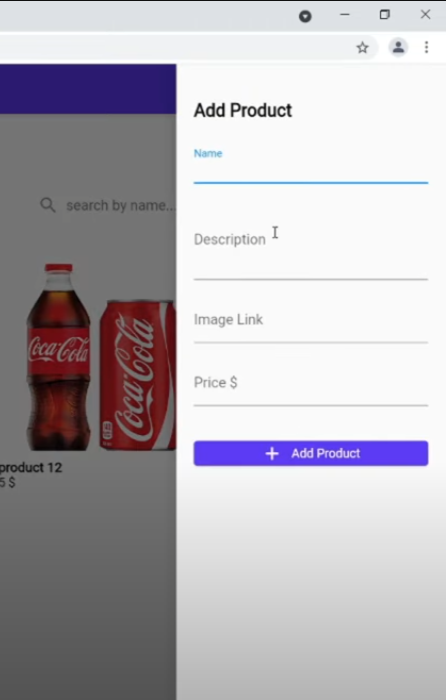 Add Product
Name
search by name...
Description
Image Link
Coca-Cola
Coca-Cola
Price $
product 12
5 $
+ Add Product